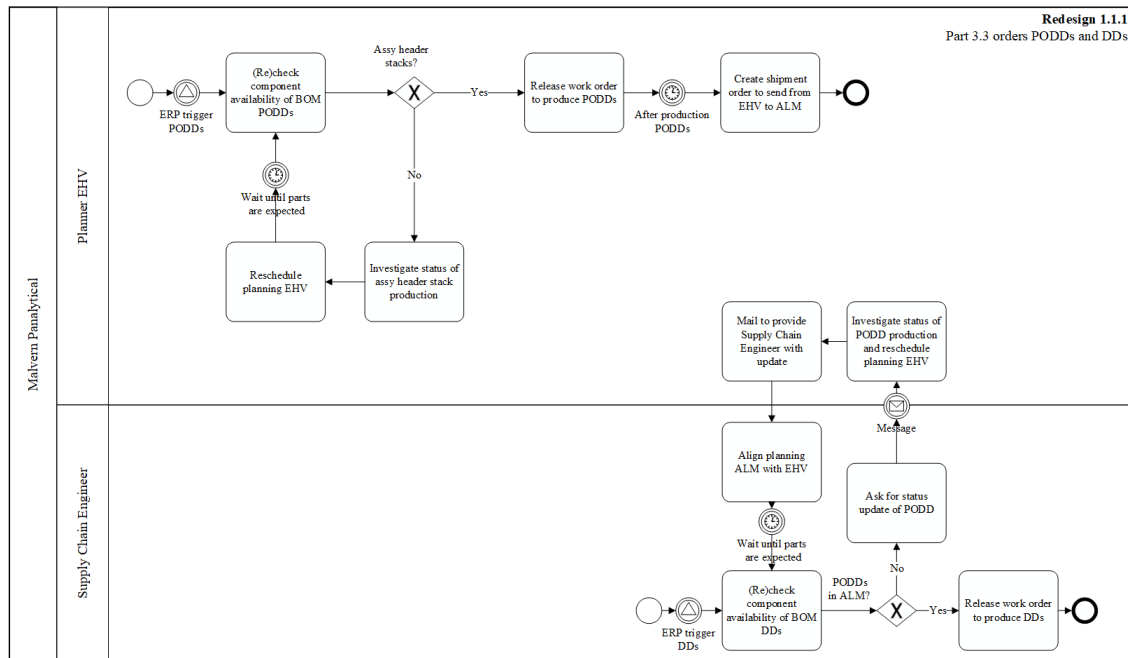 Redesign 1.1.1
Part 3.3 orders PODDs and DDs
Malvern Panalytical
Planner EHV
ERP trigger
PODDs
(Re)check
component
availability of BOM
PODDs
Assy header
stacks?
X
Yes
No
Release work order
to produce PODDs
After production
PODDs
Create shipment
order to send from
EHV to ALM
Wait until parts
are expected
Reschedule
planning EHV
Investigate status of
assy header stack
production
Mail to provide
Supply Chain
Engineer with
update
Investigate status of
PODD production
and reschedule
planning EHV
Message
Supply Chain Engineer
Align planning
ALM with EHV
Ask for status
update of PODD
Wait until parts
are expected
ERP trigger
DDs
(Re)check
component
availability of BOM
DDs
PODDs
in ALM?
No
X
Yes
Release work order
to produce DDs